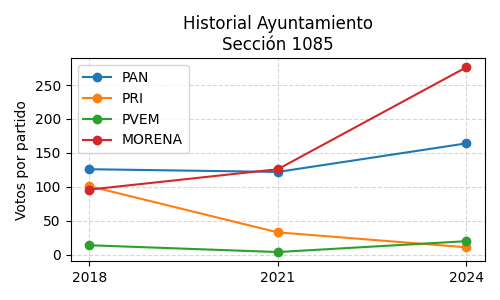 Historial Ayuntamiento
Sección 1085
Votos por partido
250
200
150
100
50
0
PAN
PRI
PVEM
MORENA
2018
2021
2024